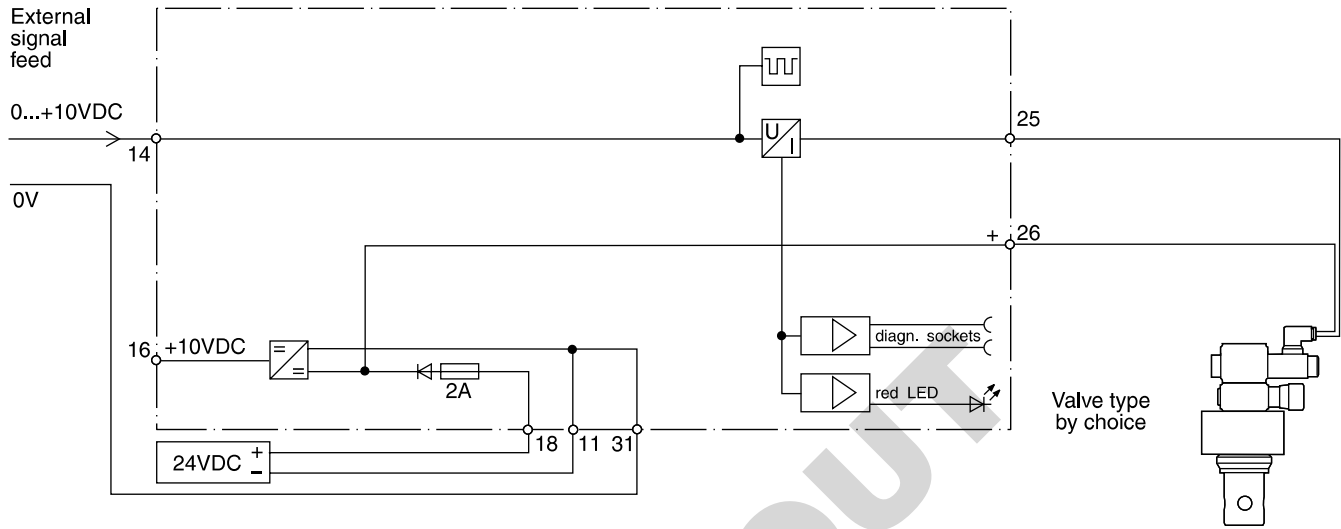 External
signal
feed
0...+10VDC
14
0V
U
I
25
+ 26
16 +10VDC
=
=
2A
diagn. sockets
red LED
18 11 31
24VDC +
–
Valve type
by choice
OUT